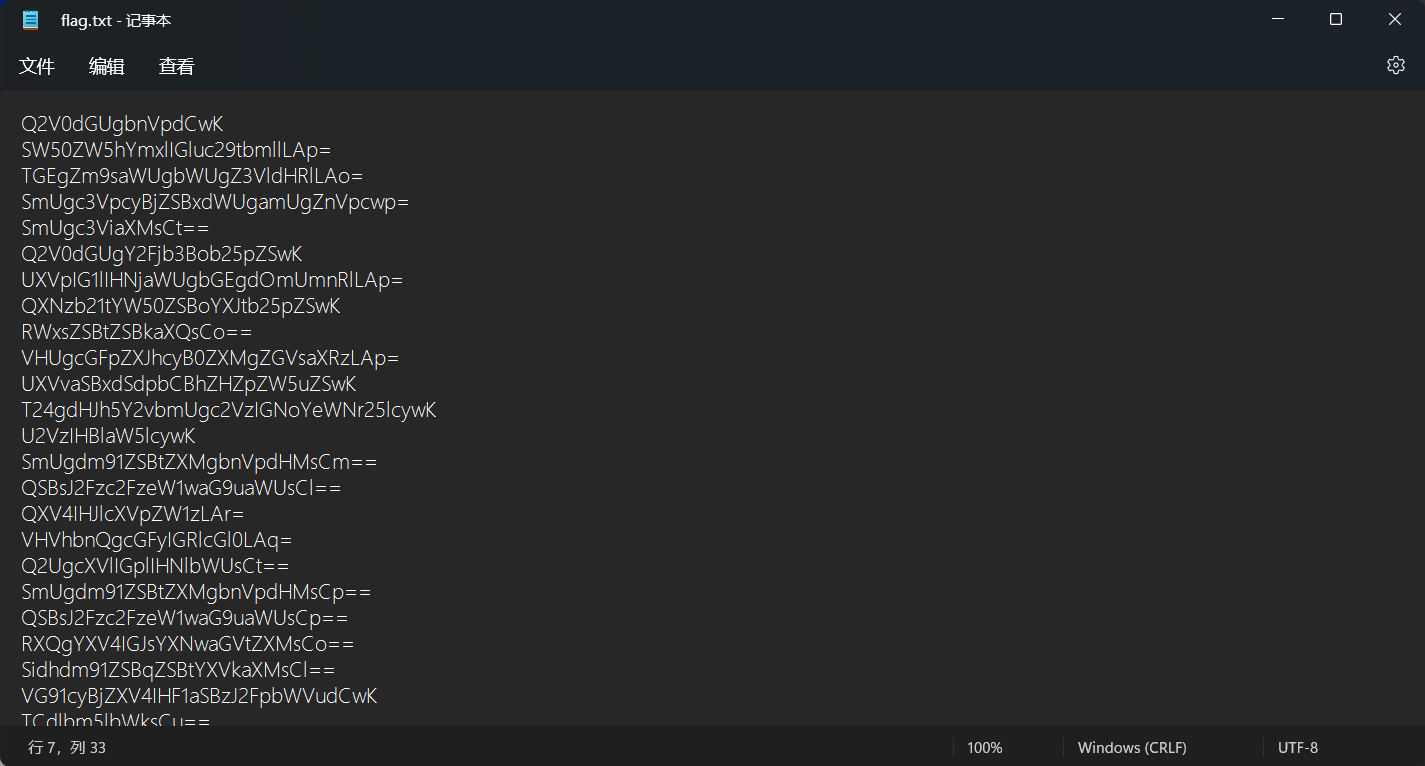 flag.txt - 记事本
文件 编辑 查看
Q2V0dGUgbnVpdCwK
SW50ZW5hYmxlIGluc29tbmllLAp=
TGEgZm9saWUgbWUgZ3VldHRlLAo=
SmUgc3VpcyBjZSBxdWUgamUgZnVpcwp=
SmUgc3ViaXMsCt==
Q2V0dGUgY2Fjb3Bob25pZSwK
UXVpIG1lIHNjaWUgbGEgdOmUmnRlLAp=
QXNzb21tYW50ZSBoYXJtb25pZSwK
RWxsZSBtZSBkaXQsCo==
VHUgcGFpZXJhcyB0ZXMgZGVsaXRzLAp=
UXVvaSBxdSdpbCBhZHZpZW5uZSwK
T24gdHJh5Y2vbmUgc2VzIGNoYeWNr25lcywK
U2VzIHBlaW5lcywK
SmUgdm91ZSBtZXMgbnVpdHMsCm==
QSBsJ2Fzc2FzeW1waG9uaWUsCl==
QXV4IHJlcXVpZW1zLAr=
VHVhbnQgcGFyIGRlcGl0LAq=
Q2UgcXVlIGplIHNlbWUsCt==
SmUgdm91ZSBtZXMgbnVpdHMsCp==
QSBsJ2Fzc2FzeW1waG9uaWUsCp==
RXQgYXV4IGJsYXNwaGVtZXMsCo==
Sidhdm91ZSBqZSBtYXVkaXMsCl==
VG91cyBjZXV4IHF1aSBzJ2FpbWVudCwK
TCdlbm5lbWksCu==
行 7，列 33 100% Windows (CRLF) UTF-8